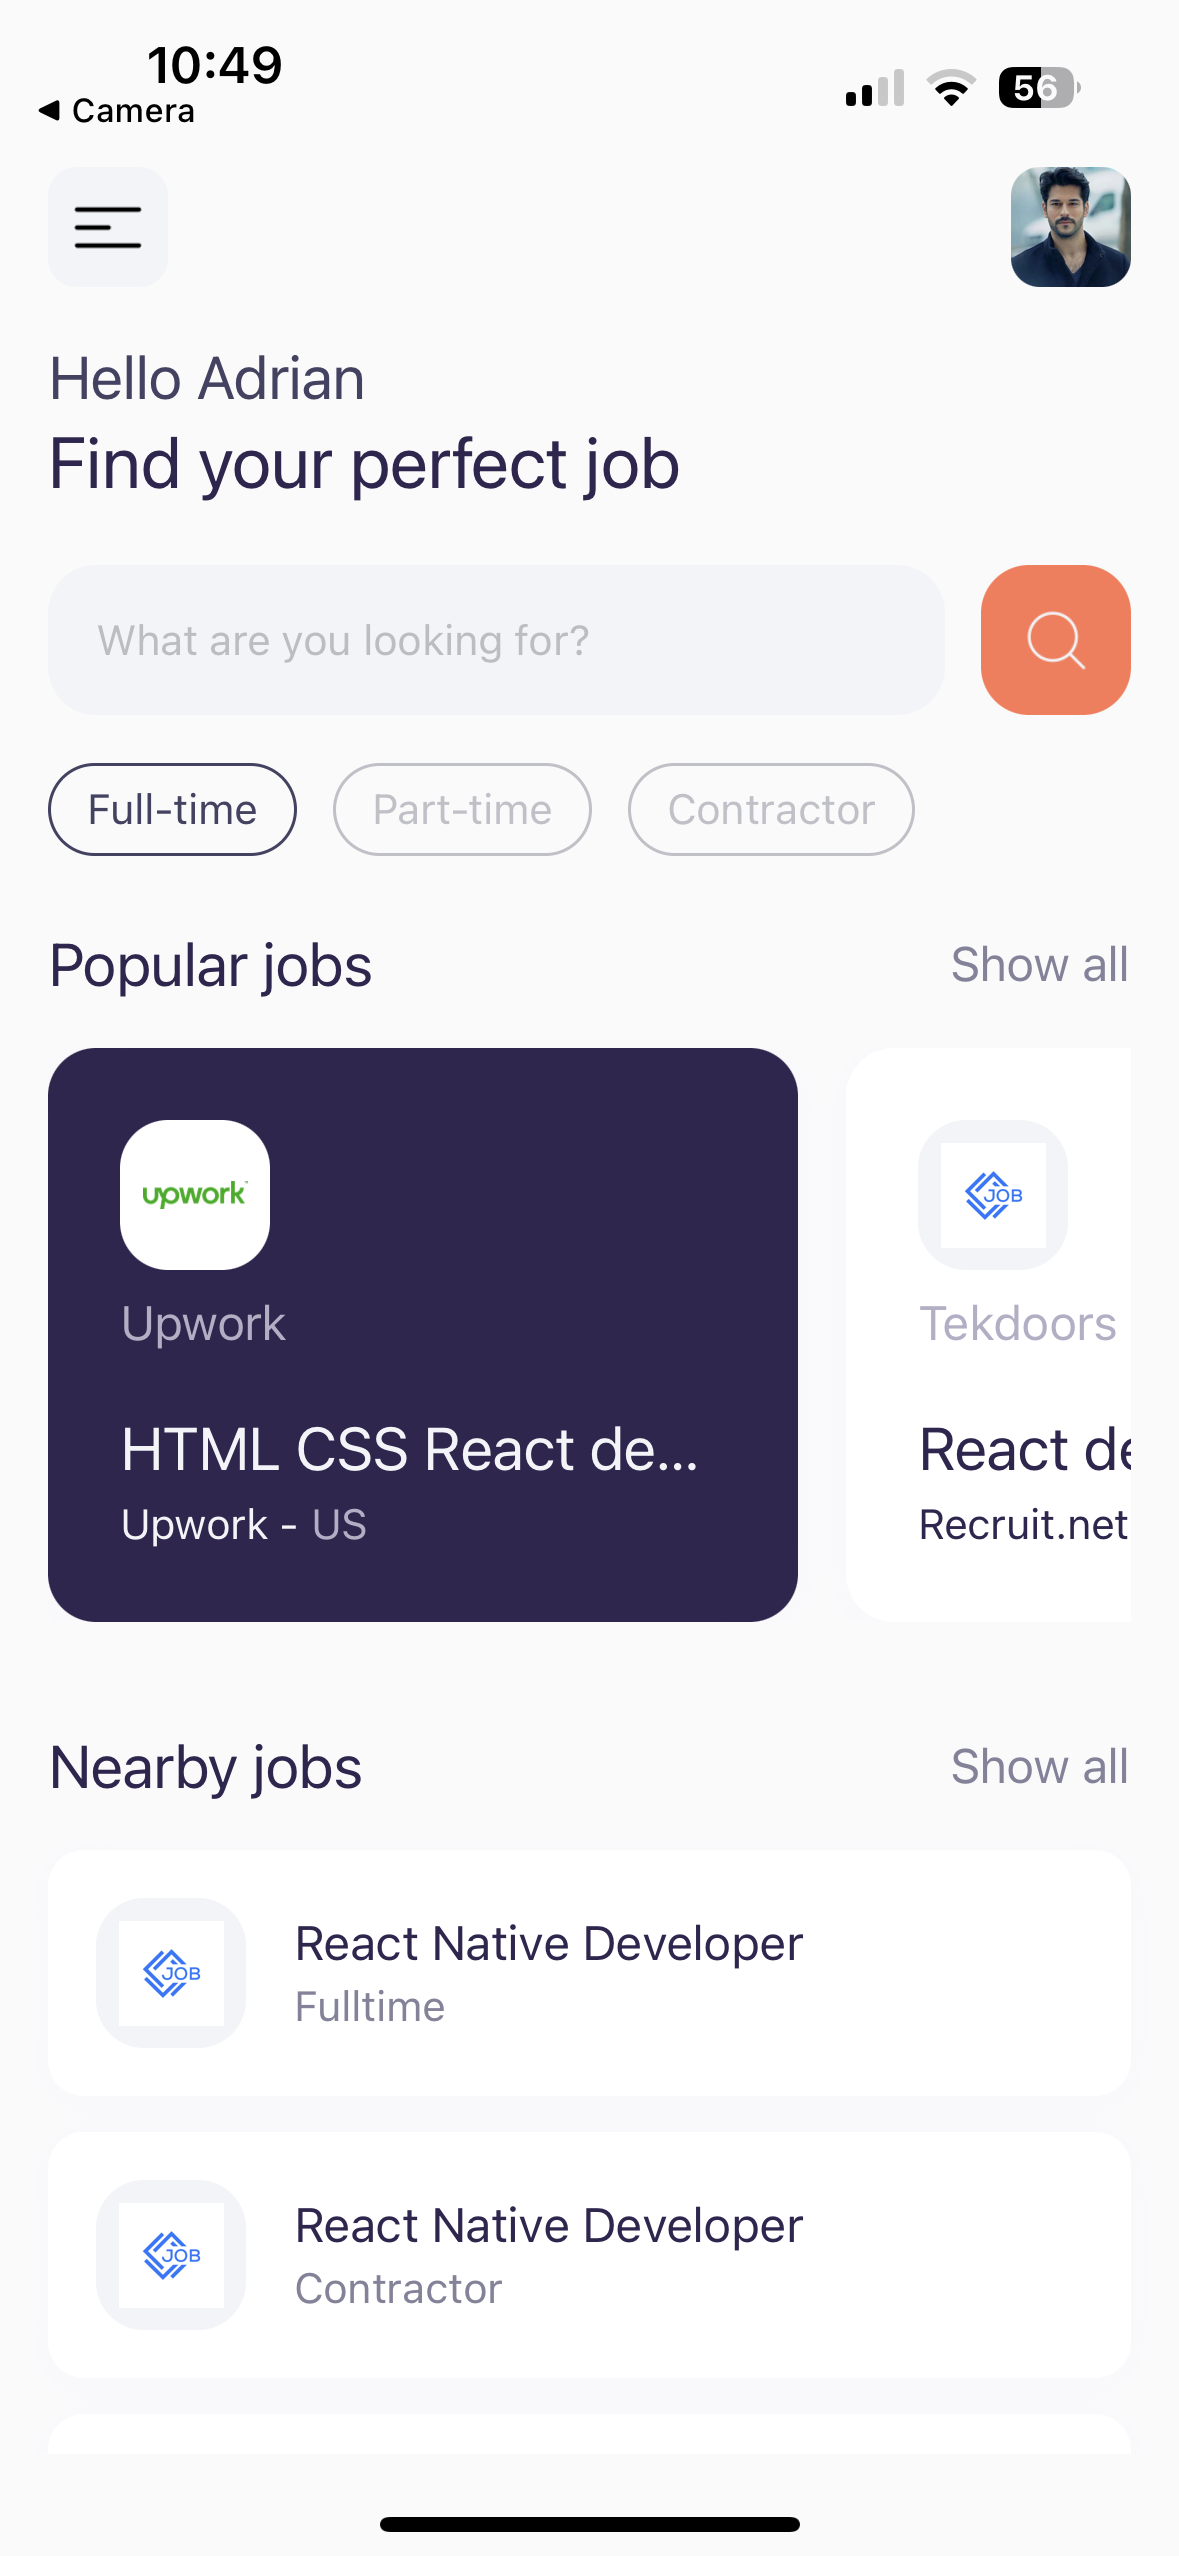 10:49
56
◀ Camera
Hello Adrian
Find your perfect job
What are you looking for?
Full-time
Part-time
Contractor
Popular jobs
Show all
upwork™
Upwork
HTML CSS React de...
Upwork - US
JOB
Tekdoors
React de
Recruit.net
Nearby jobs
Show all
JOB
React Native Developer
Fulltime
JOB
React Native Developer
Contractor